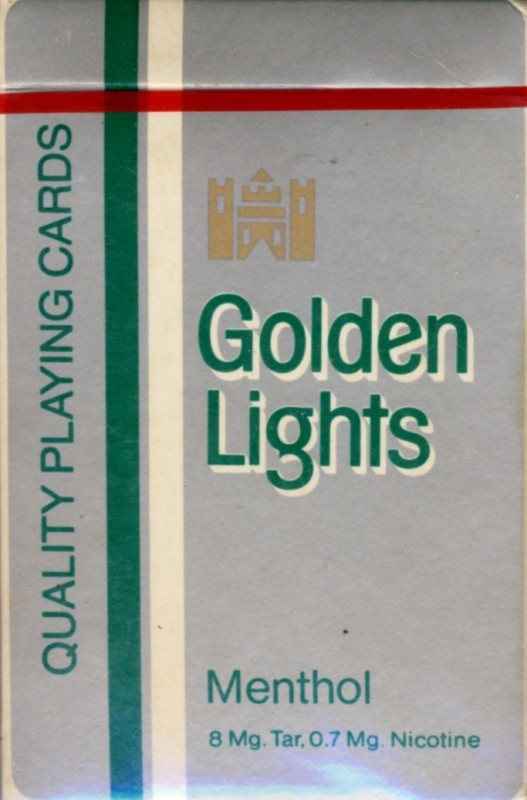 QUALITY PLAYING CARDS
Golden
Lights
Menthol
8 Mg. Tar, 0.7 Mg. Nicotine